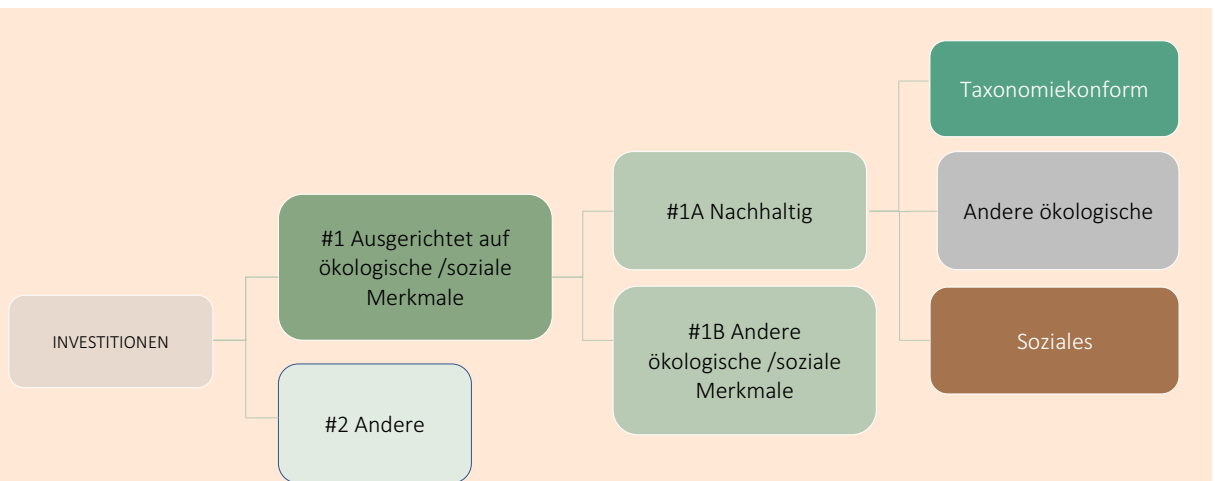 INVESTITIONEN
#1 Ausgerichtet auf
ökologische /soziale
Merkmale
#2 Andere
#1A Nachhaltig
#1B Andere
ökologische /soziale
Merkmale
Taxonomiekonform
Andere ökologische
Soziales